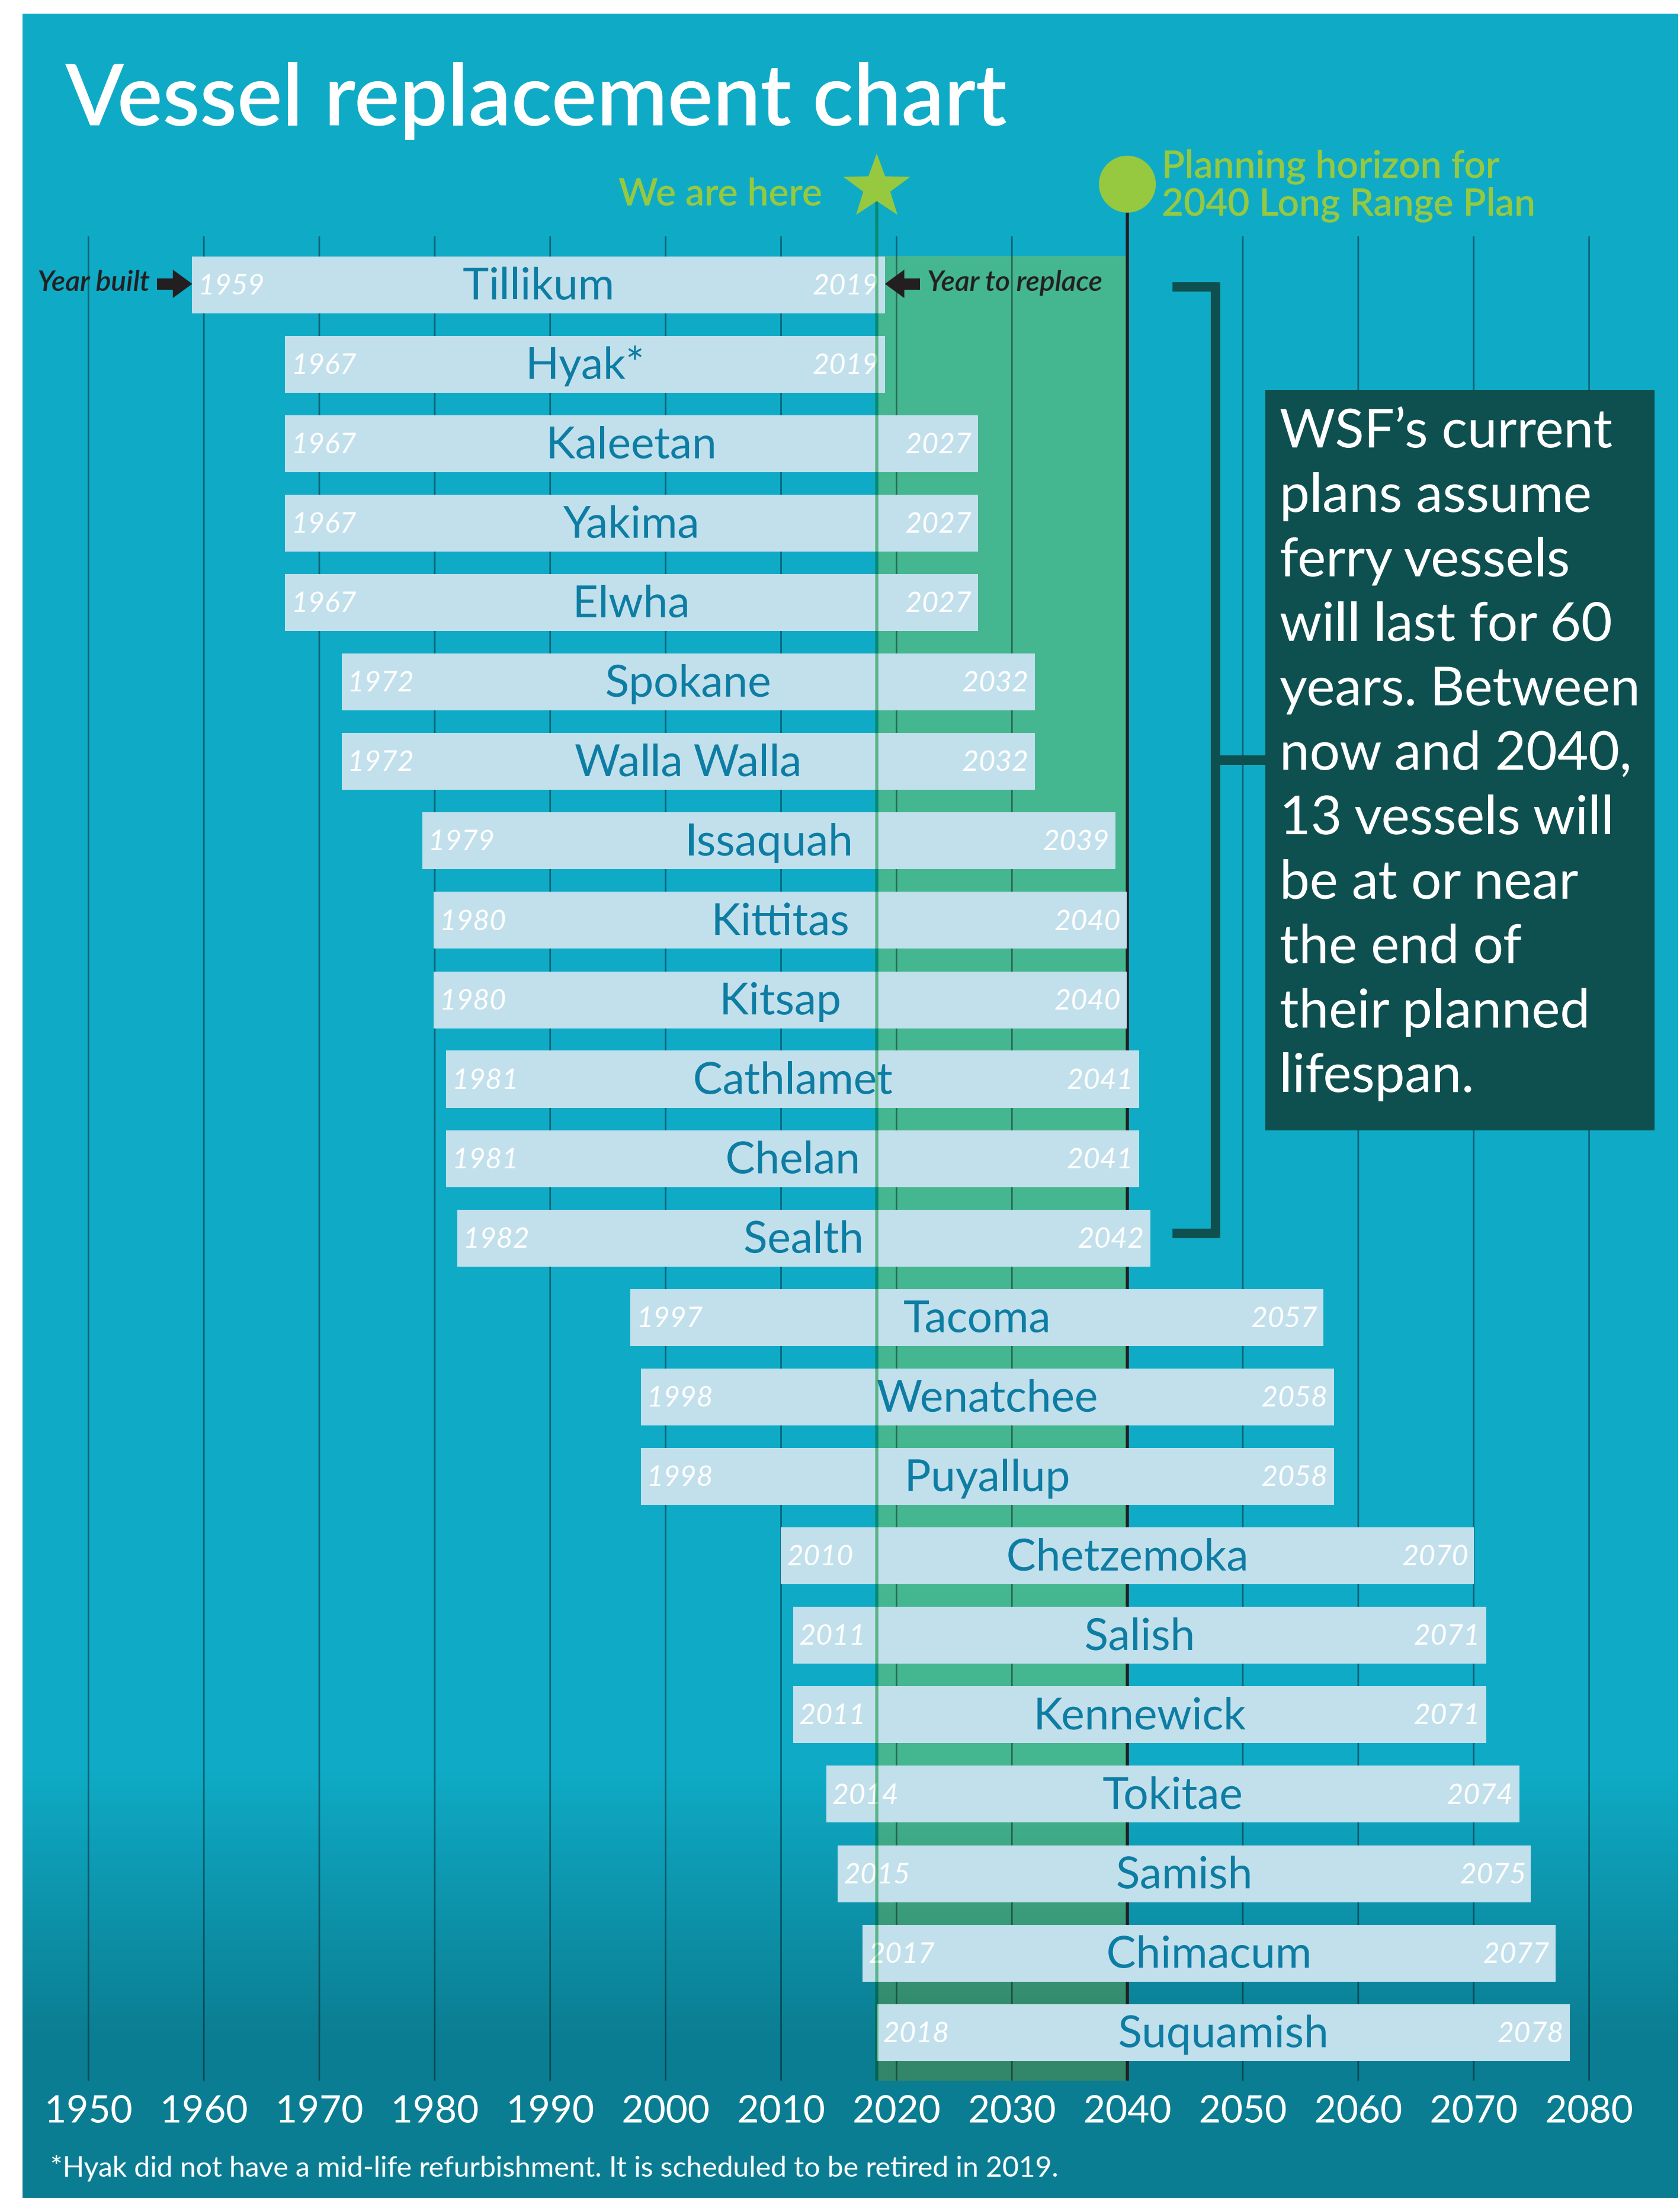 Vessel replacement chart
We are here
Planning horizon for
2040 Long Range Plan
Year built
1959 Tillikum 2019
Year to replace
1967 Hyak* 2019
1967 Kaleetan 2027
1967 Yakima 2027
1967 Elwha 2027
1972 Spokane 2032
1972 Walla Walla 2032
1979 Issaquah 2039
1980 Kittitas 2040
1980 Kitsap 2040
1981 Cathlamet 2041
1981 Chelan 2041
1982 Sealth 2042
WSF’s current
plans assume
ferry vessels
will last for 60
years. Between
now and 2040,
13 vessels will
be at or near
the end of
their planned
lifespan.
1997 Tacoma 2057
1998 Wenatchee 2058
1998 Puyallup 2058
2010 Chetzemoka 2070
2011 Salish 2071
2011 Kennewick 2071
2014 Tokitae 2074
2015 Samish 2075
2017 Chimacum 2077
2018 Suquamish 2078
1950 1960 1970 1980 1990 2000 2010 2020 2030 2040 2050 2060 2070 2080
*Hyak did not have a mid-life refurbishment. It is scheduled to be retired in 2019.